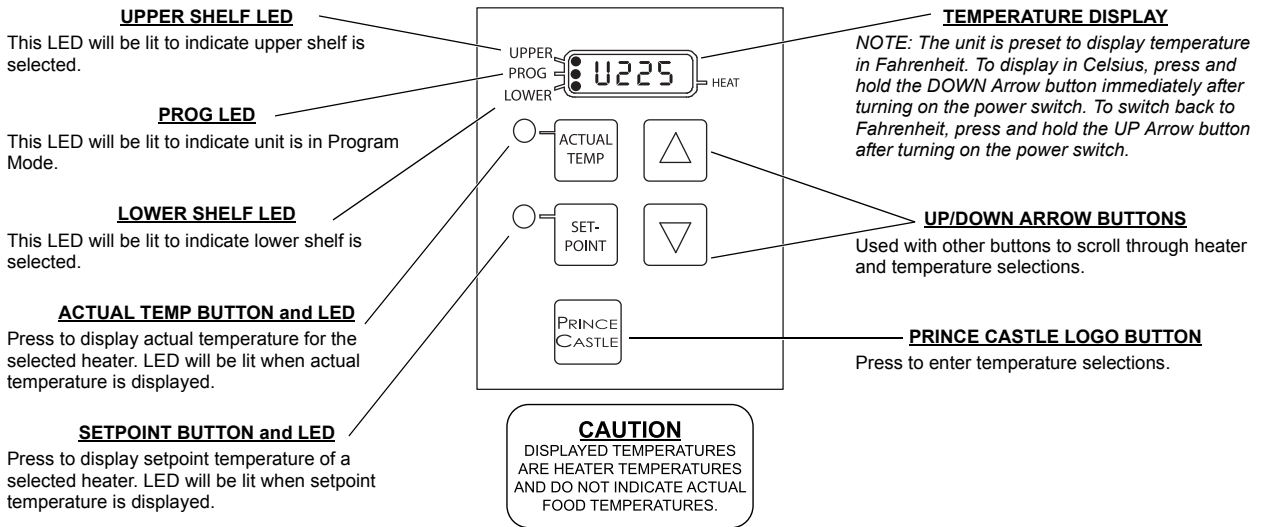 UPPER SHELF LED
This LED will be lit to indicate upper shelf is
selected.
PROG LED
This LED will be lit to indicate unit is in Program
Mode.
LOWER SHELF LED
This LED will be lit to indicate lower shelf is
selected.
ACTUAL TEMP BUTTON and LED
Press to display actual temperature for the
selected heater. LED will be lit when actual
temperature is displayed.
SETPOINT BUTTON and LED
Press to display setpoint temperature of a
selected heater. LED will be lit when setpoint
temperature is displayed.
UPPER
PROG
LOWER
U225
HEAT
ACTUAL
TEMP
SET-
POINT
PRINCE
CASTLE
CAUTION
DISPLAYED TEMPERATURES
ARE HEATER TEMPERATURES
AND DO NOT INDICATE ACTUAL
FOOD TEMPERATURES.
TEMPERATURE DISPLAY
NOTE: The unit is preset to display temperature
in Fahrenheit. To display in Celsius, press and
hold the DOWN Arrow button immediately after
turning on the power switch. To switch back to
Fahrenheit, press and hold the UP Arrow button
after turning on the power switch.
UP/DOWN ARROW BUTTONS
Used with other buttons to scroll through heater
and temperature selections.
PRINCE CASTLE LOGO BUTTON
Press to enter temperature selections.